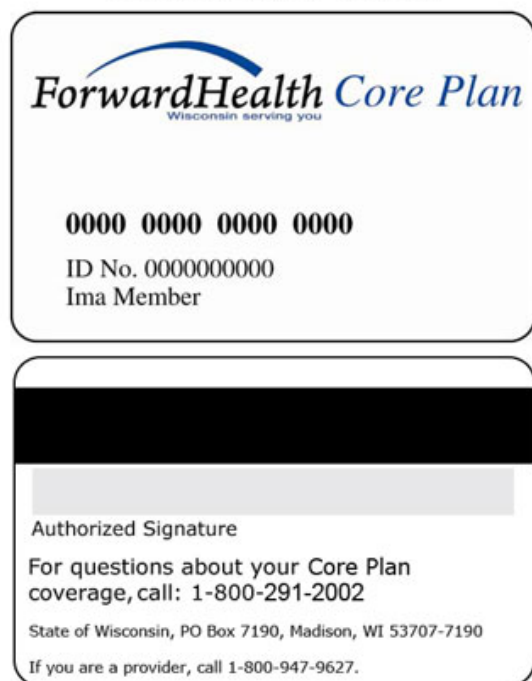 ForwardHealth Core Plan
Wisconsin serving you
0000 0000 0000 0000
ID No. 0000000000
Ima Member
Authorized Signature
For questions about your Core Plan
coverage, call: 1-800-291-2002
State of Wisconsin, PO Box 7190, Madison, WI 53707-7190
If you are a provider, call 1-800-947-9627.